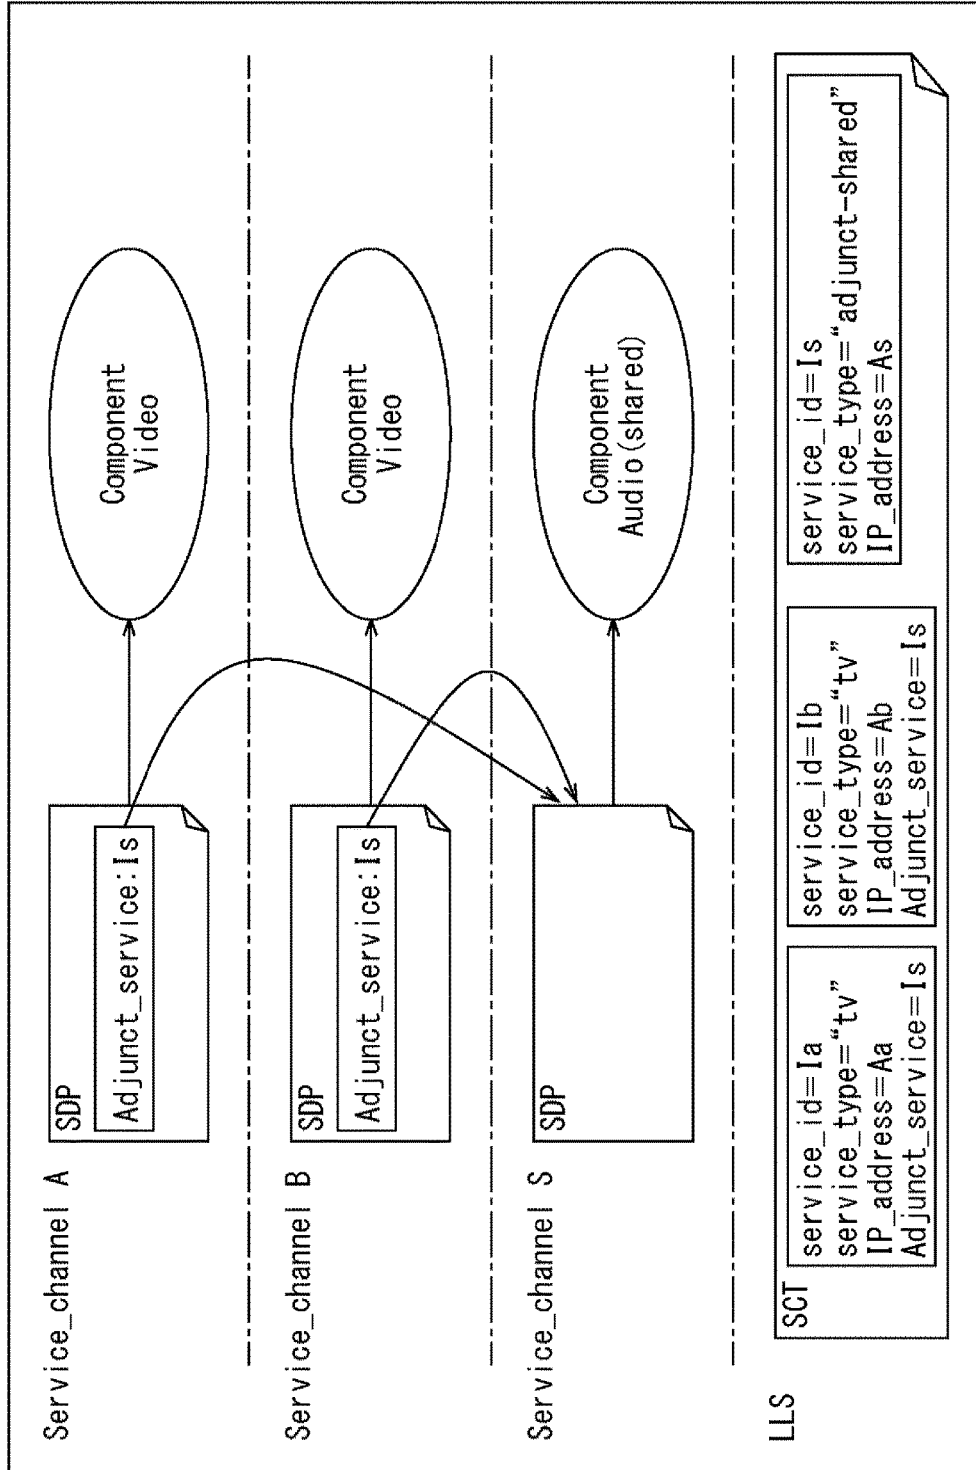 Service_channel A
SDP
Adjunct_service:Is
Component
Video
Service_channel B
SDP
Adjunct_service:Is
Component
Video
Service_channel S
SDP
Component
Audio(shared)
LLS
SCT
service_id=Ia
service_type=“tv”
IP_address=Aa
Adjunct_service=Is
service_id=Ib
service_type=“tv”
IP_address=Ab
Adjunct_service=Is
service_id=Is
service_type=“adjunct-shared”
IP_address=As